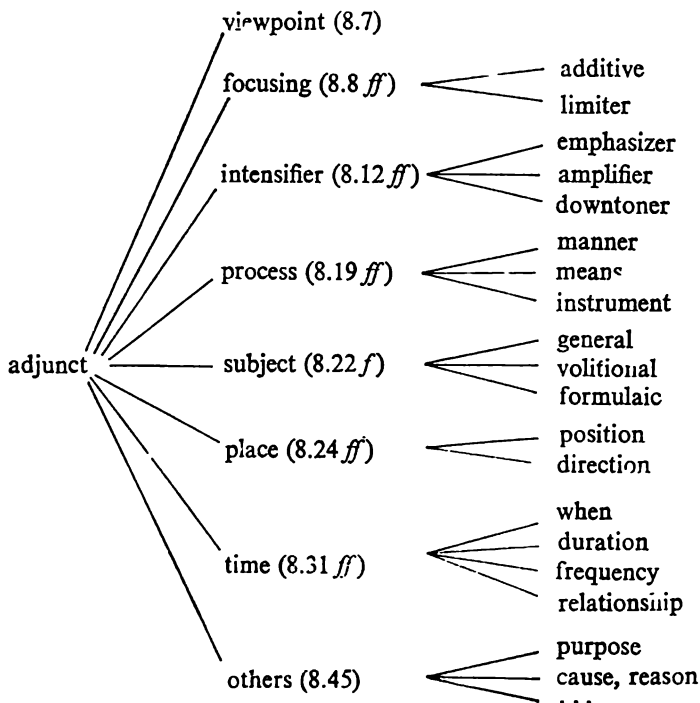 viewpoint (8.7)
focusing (8.8 ff)
additive
limiter
intensifier (8.12 ff)
emphasizer
amplifier
downtoner
process (8.19 ff)
manner
means
instrument
adjunct
subject (8.22 f)
general
volitional
formulaic
place (8.24 ff)
position
direction
time (8.31 ff)
when
duration
frequency
relationship
others (8.45)
purpose
cause, reason